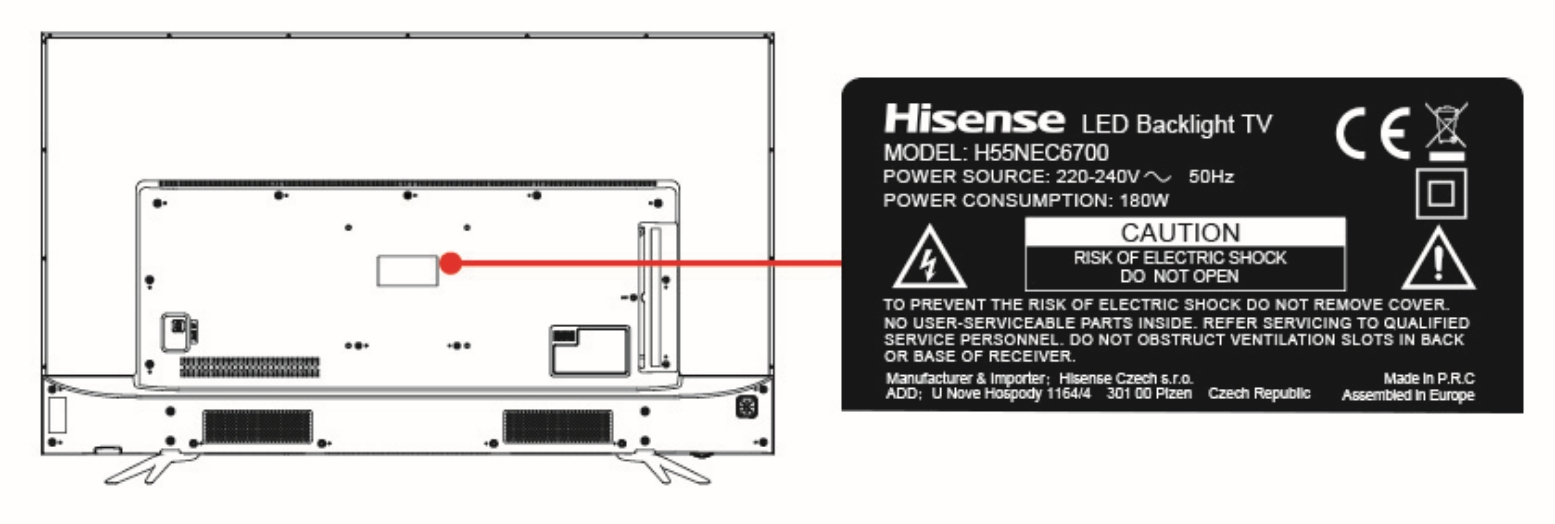 Hisense LED Backlight TV
MODEL: H55NEC6700
POWER SOURCE: 220-240V ～ 50Hz
POWER CONSUMPTION: 180W
CAUTION
RISK OF ELECTRIC SHOCK
DO NOT OPEN
TO PREVENT THE RISK OF ELECTRIC SHOCK DO NOT REMOVE COVER.
NO USER-SERVICEABLE PARTS INSIDE. REFER SERVICING TO QUALIFIED
SERVICE PERSONNEL. DO NOT OBSTRUCT VENTILATION SLOTS IN BACK
OR BASE OF RECEIVER.
Manufacturer & Importer: Hisense Czech s.r.o. Made in P.R.C
ADD: U Nove Hospody 1164/4 301 00 Plzen Czech Republic Assembled in Europe